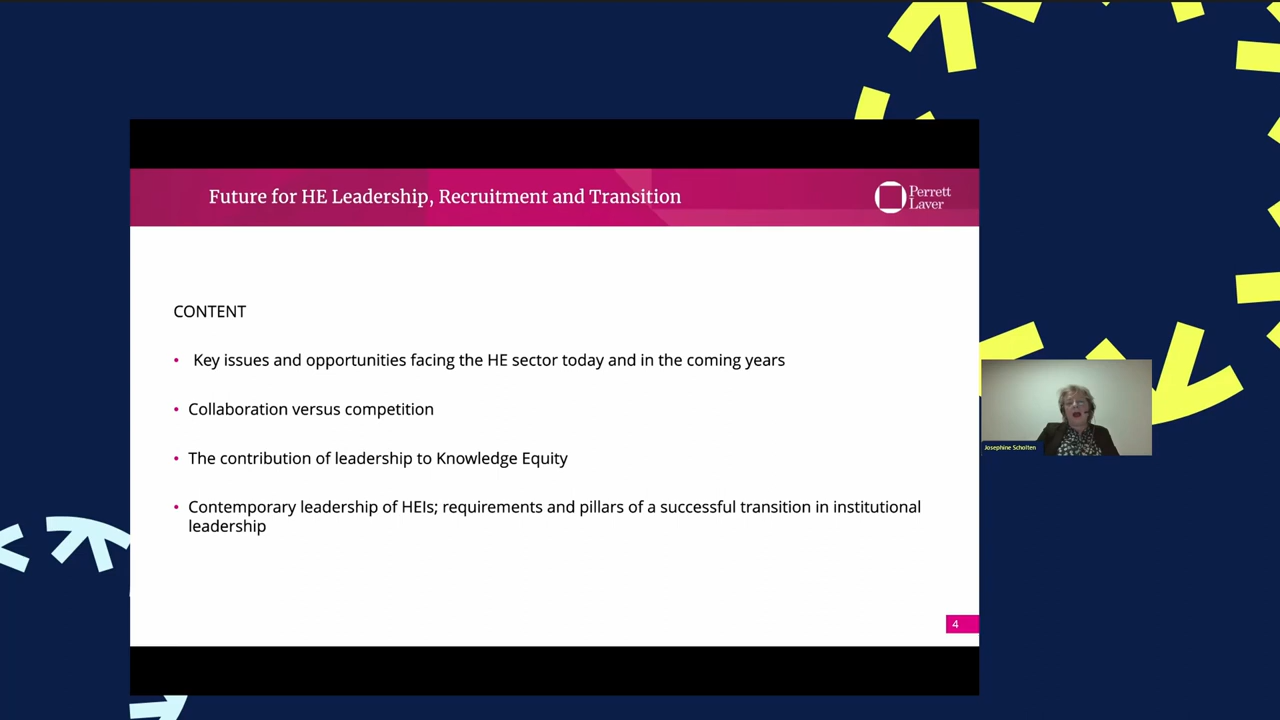 Future for HE Leadership, Recruitment and Transition
Perrett
Laver
CONTENT
• Key issues and opportunities facing the HE sector today and in the coming years
• Collaboration versus competition
• The contribution of leadership to Knowledge Equity
• Contemporary leadership of HEIs; requirements and pillars of a successful transition in institutional
leadership
Josephine Scholten
4